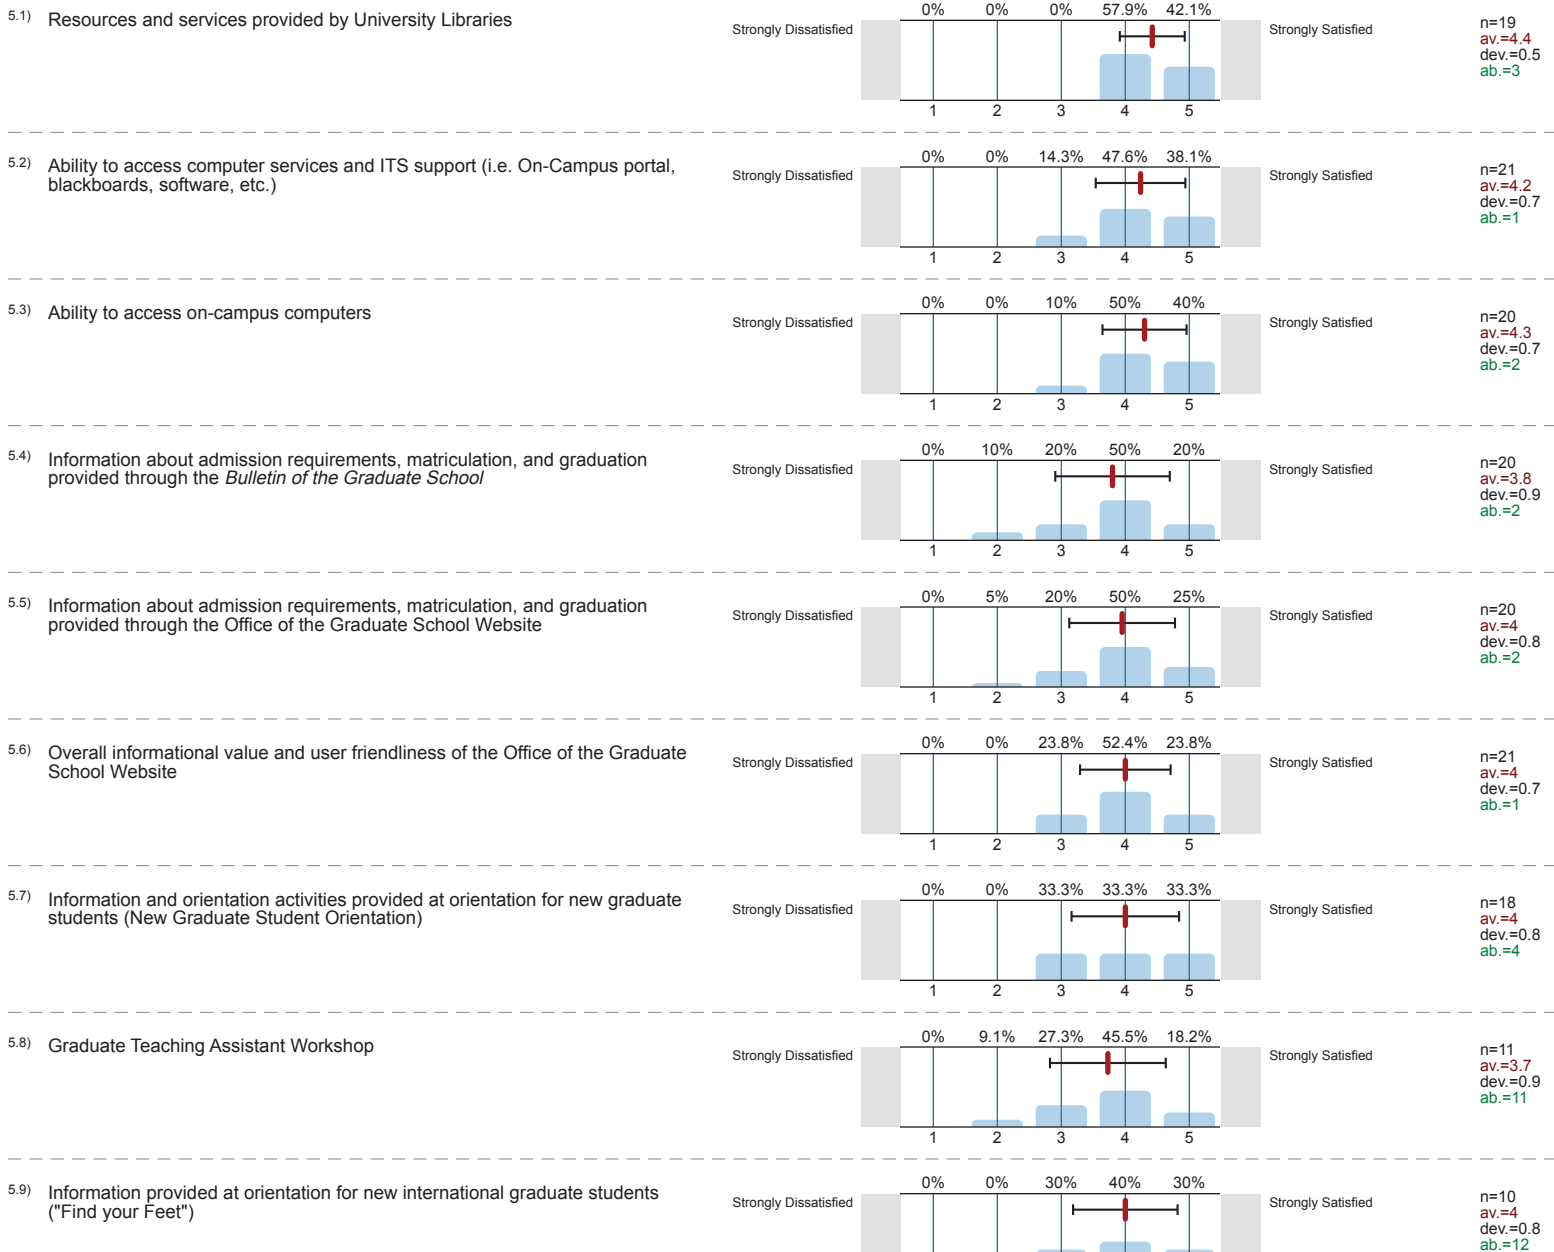 5.1) Resources and services provided by University Libraries
0% 0% 0% 57.9% 42.1%
Strongly Dissatisfied
Strongly Satisfied
1 2 3 4 5
n=19
av.=4.4
dev.=0.5
ab.=3
5.2) Ability to access computer services and ITS support (i.e. On-Campus portal,
blackboards, software, etc.)
0% 0% 14.3% 47.6% 38.1%
Strongly Dissatisfied
Strongly Satisfied
1 2 3 4 5
n=21
av.=4.2
dev.=0.7
ab.=1
5.3) Ability to access on-campus computers
0% 0% 10% 50% 40%
Strongly Dissatisfied
Strongly Satisfied
1 2 3 4 5
n=20
av.=4.3
dev.=0.7
ab.=2
5.4) Information about admission requirements, matriculation, and graduation
provided through the Bulletin of the Graduate School
0% 10% 20% 50% 20%
Strongly Dissatisfied
Strongly Satisfied
1 2 3 4 5
n=20
av.=3.8
dev.=0.9
ab.=2
5.5) Information about admission requirements, matriculation, and graduation
provided through the Office of the Graduate School Website
0% 5% 20% 50% 25%
Strongly Dissatisfied
Strongly Satisfied
1 2 3 4 5
n=20
av.=4
dev.=0.8
ab.=2
5.6) Overall informational value and user friendliness of the Office of the Graduate
School Website
0% 0% 23.8% 52.4% 23.8%
Strongly Dissatisfied
Strongly Satisfied
1 2 3 4 5
n=21
av.=4
dev.=0.7
ab.=1
5.7) Information and orientation activities provided at orientation for new graduate
students (New Graduate Student Orientation)
0% 0% 33.3% 33.3% 33.3%
Strongly Dissatisfied
Strongly Satisfied
1 2 3 4 5
n=18
av.=4
dev.=0.8
ab.=4
5.8) Graduate Teaching Assistant Workshop
0% 9.1% 27.3% 45.5% 18.2%
Strongly Dissatisfied
Strongly Satisfied
1 2 3 4 5
n=11
av.=3.7
dev.=0.9
ab.=11
5.9) Information provided at orientation for new international graduate students
("Find your Feet")
0% 0% 30% 40% 30%
Strongly Dissatisfied
Strongly Satisfied
n=10
av.=4
dev.=0.8
ab.=12